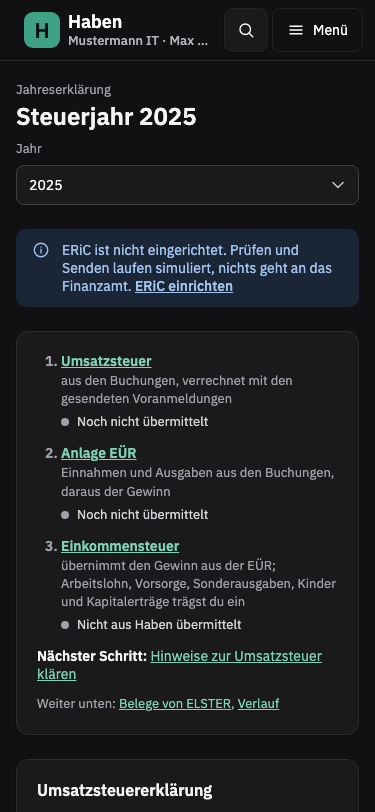 H
Haben
Mustermann IT · Max ...
Menü
Jahreserklärung
Steuerjahr 2025
Jahr
2025
ERiC ist nicht eingerichtet. Prüfen und
Senden laufen simuliert, nichts geht an das
Finanzamt. ERiC einrichten
1. Umsatzsteuer
aus den Buchungen, verrechnet mit den
gesendeten Voranmeldungen
Noch nicht übermittelt
2. Anlage EÜR
Einnahmen und Ausgaben aus den Buchungen,
daraus der Gewinn
Noch nicht übermittelt
3. Einkommensteuer
übernimmt den Gewinn aus der EÜR;
Arbeitslohn, Vorsorge, Sonderausgaben, Kinder
und Kapitalerträge trägst du ein
Nicht aus Haben übermittelt
Nächster Schritt: Hinweise zur Umsatzsteuer
klären
Weiter unten: Belege von ELSTER, Verlauf
Umsatzsteuererklärung